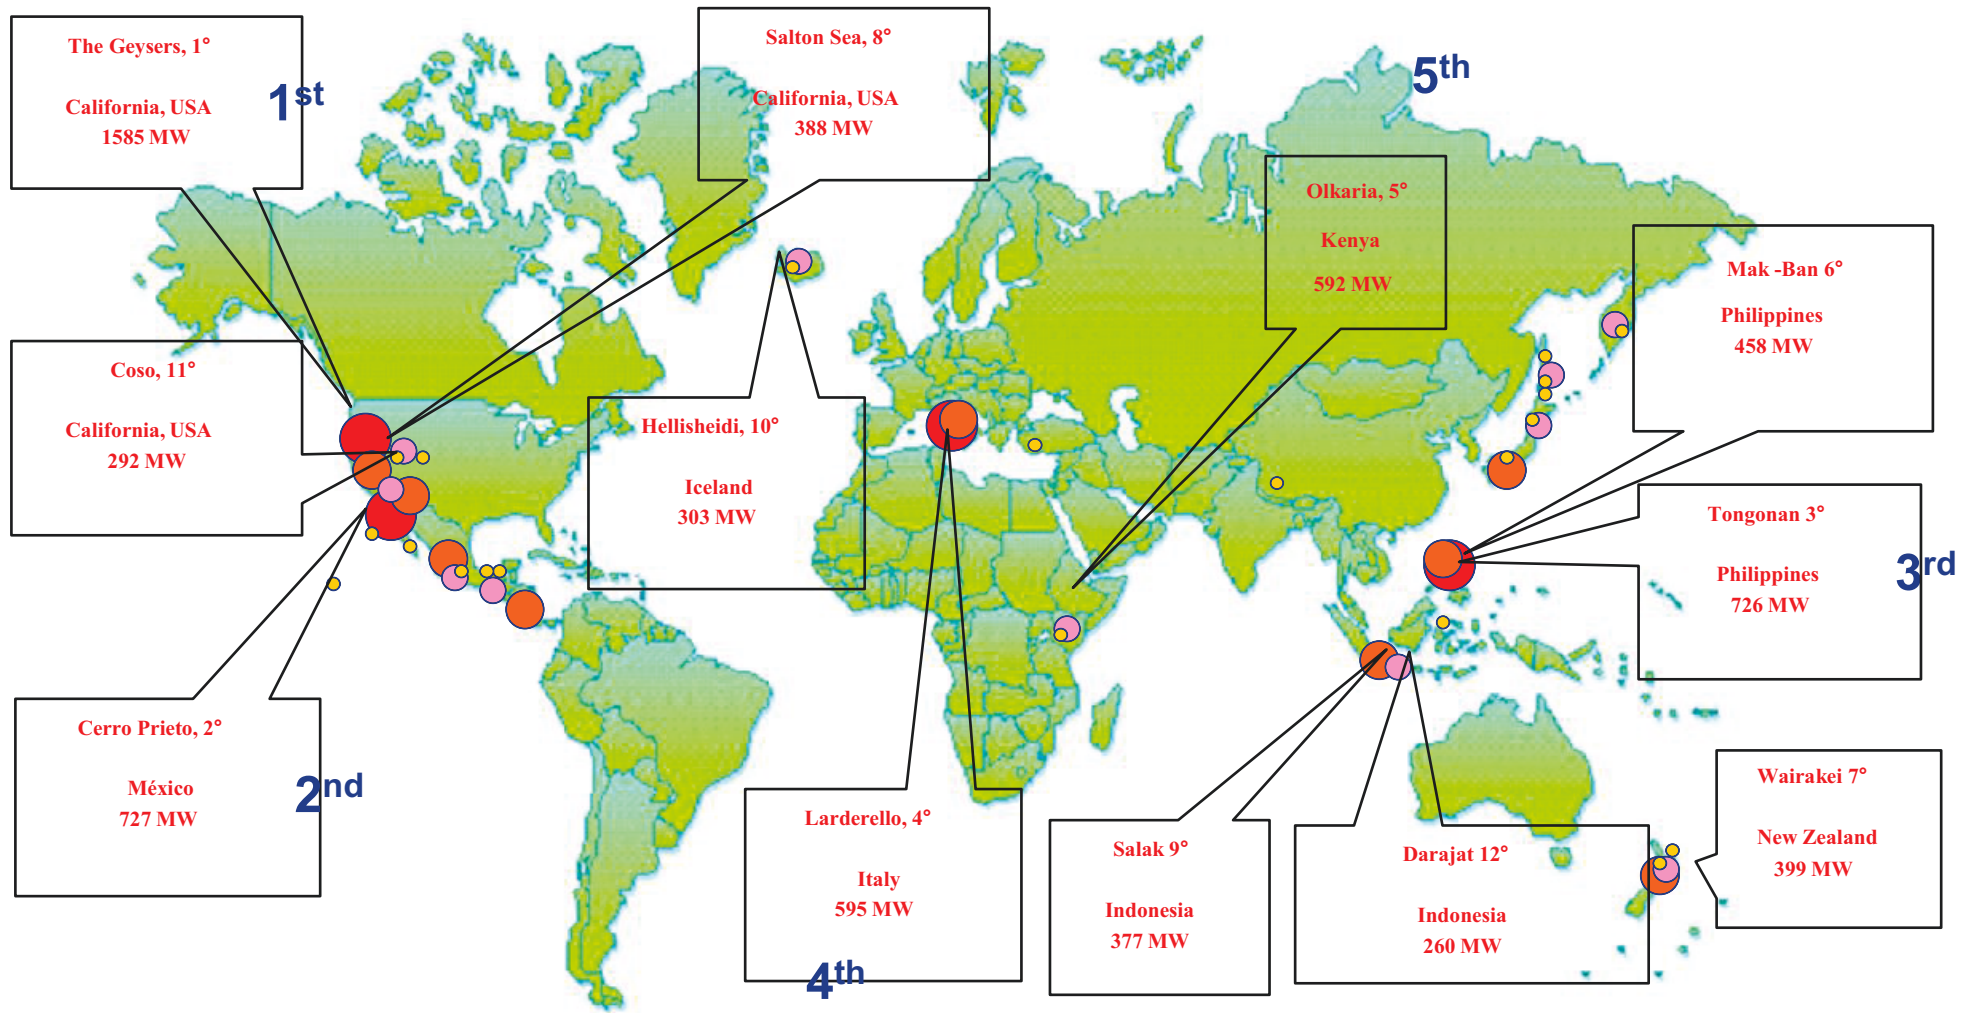 The Geysers, 1°
California, USA
1585 MW
1st
Salton Sea, 8°
California, USA
388 MW
5th
Olkaria, 5°
Kenya
592 MW
Mak -Ban 6°
Philippines
458 MW
Coso, 11°
California, USA
292 MW
Hellisheidi, 10°
Iceland
303 MW
Tongonan 3°
Philippines
726 MW
3rd
Cerro Prieto, 2°
México
727 MW
2nd
Larderello, 4°
Italy
595 MW
4th
Salak 9°
Indonesia
377 MW
Darajat 12°
Indonesia
260 MW
Wairakei 7°
New Zealand
399 MW